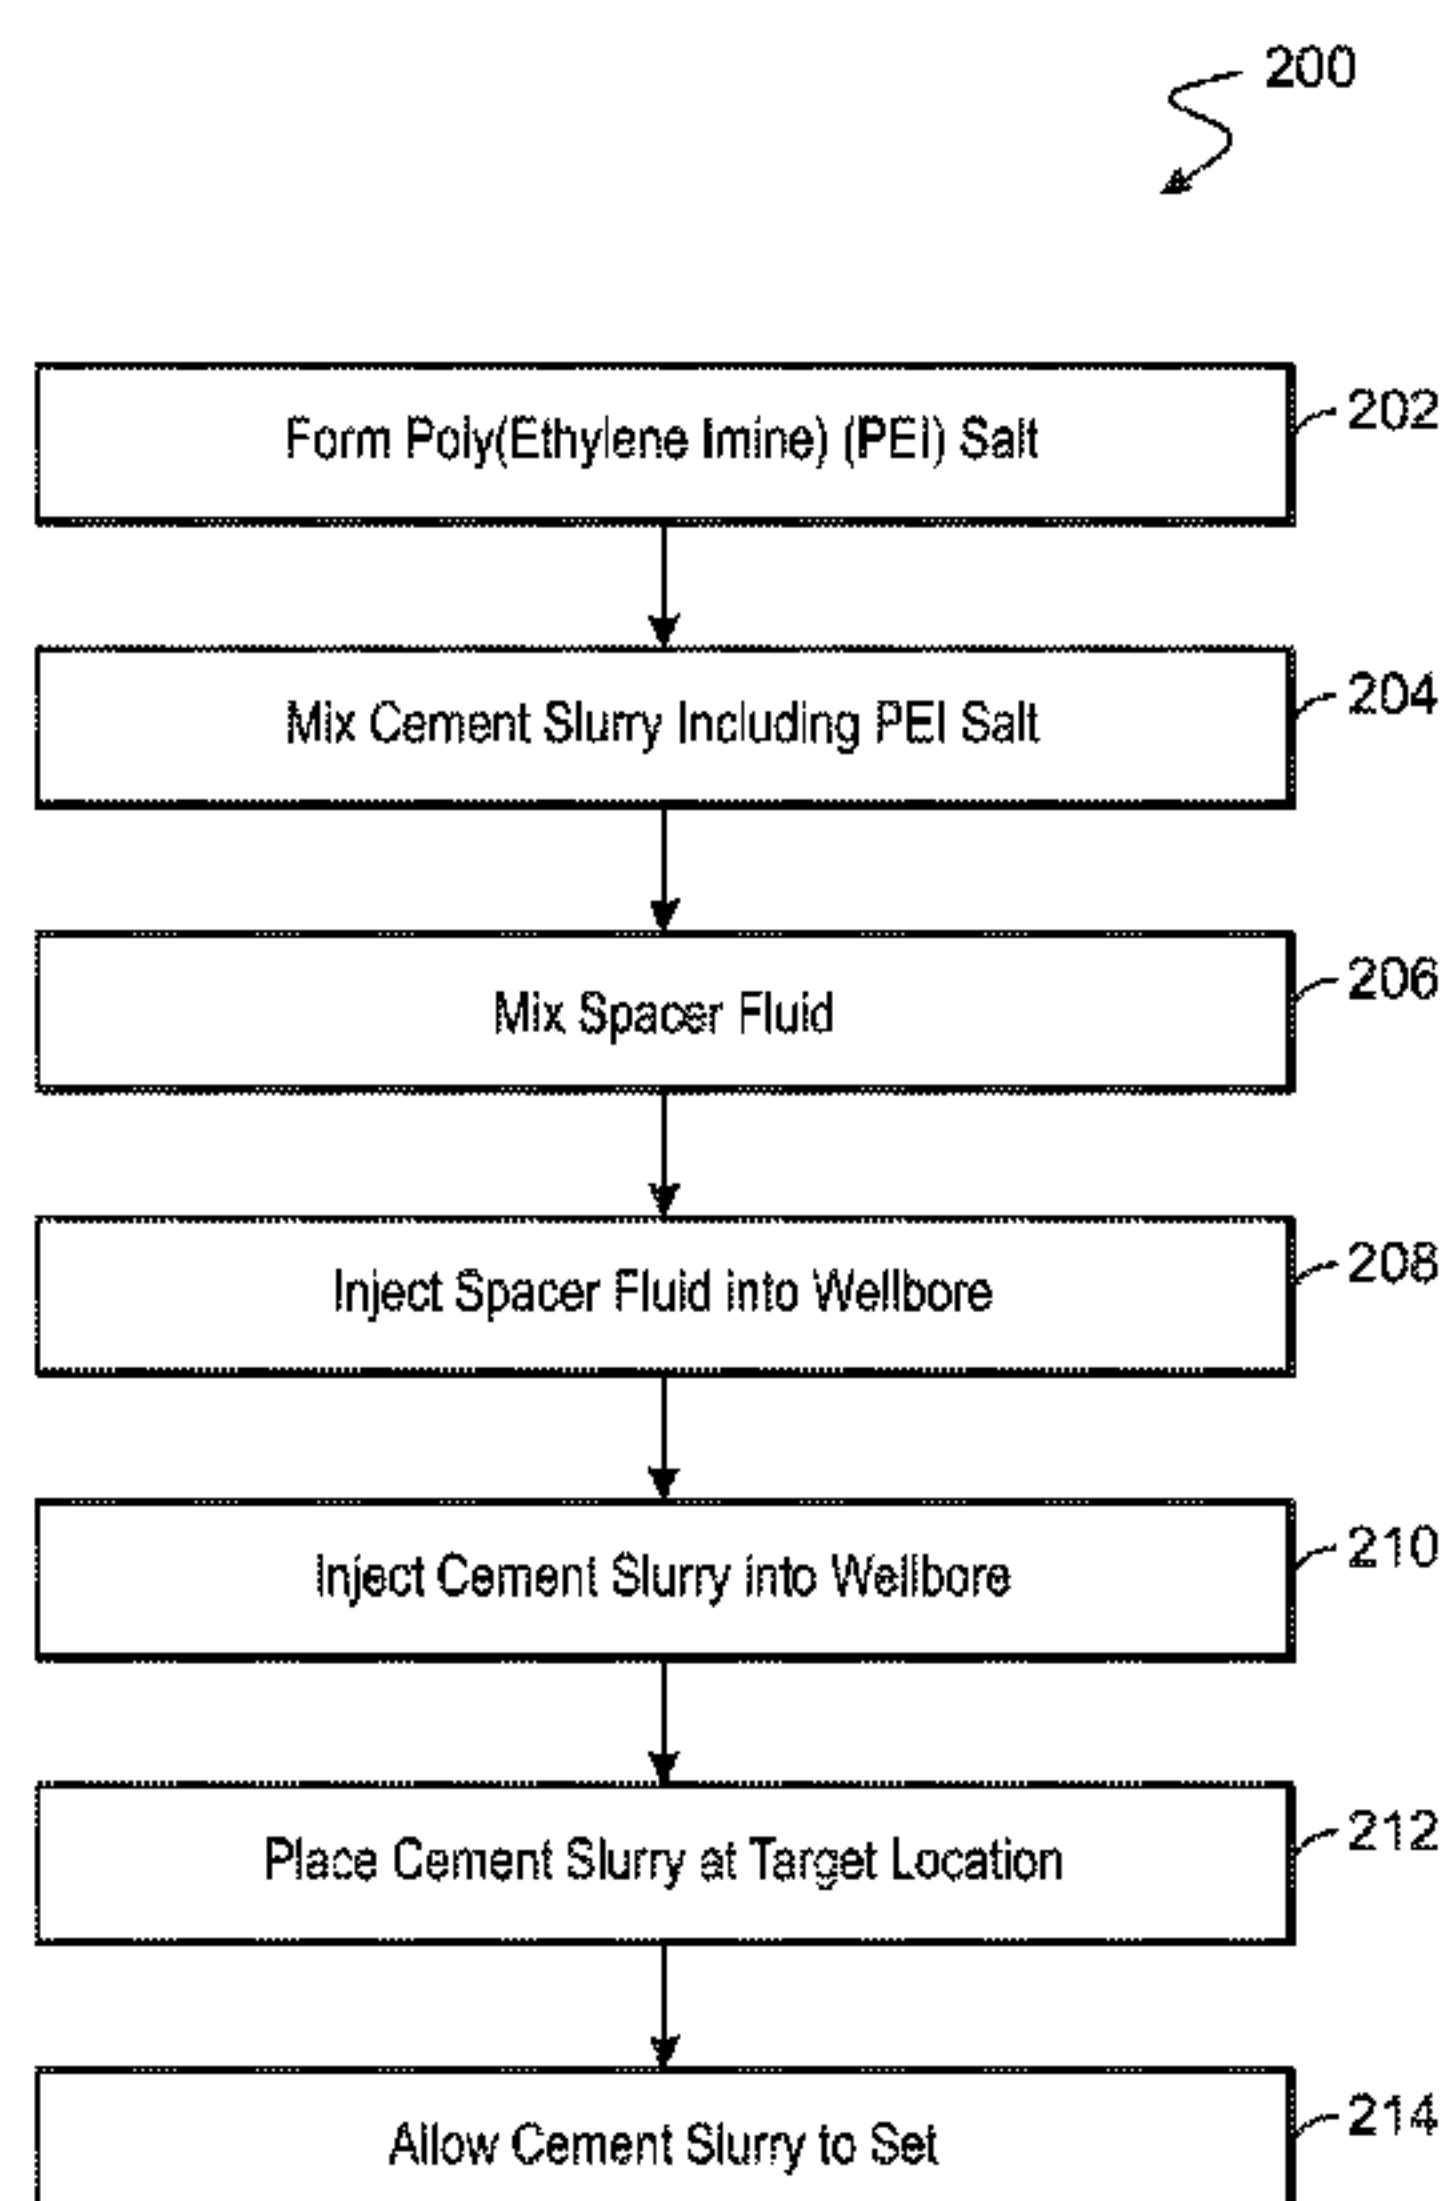 200
Form Poly(Ethylene Imine) (PEI) Salt
202
Mix Cement Slurry Including PEI Salt
204
Mix Spacer Fluid
206
Inject Spacer Fluid into Wellbore
208
Inject Cement Slurry into Wellbore
210
Place Cement Slurry at Target Location
212
Allow Cement Slurry to Set
214